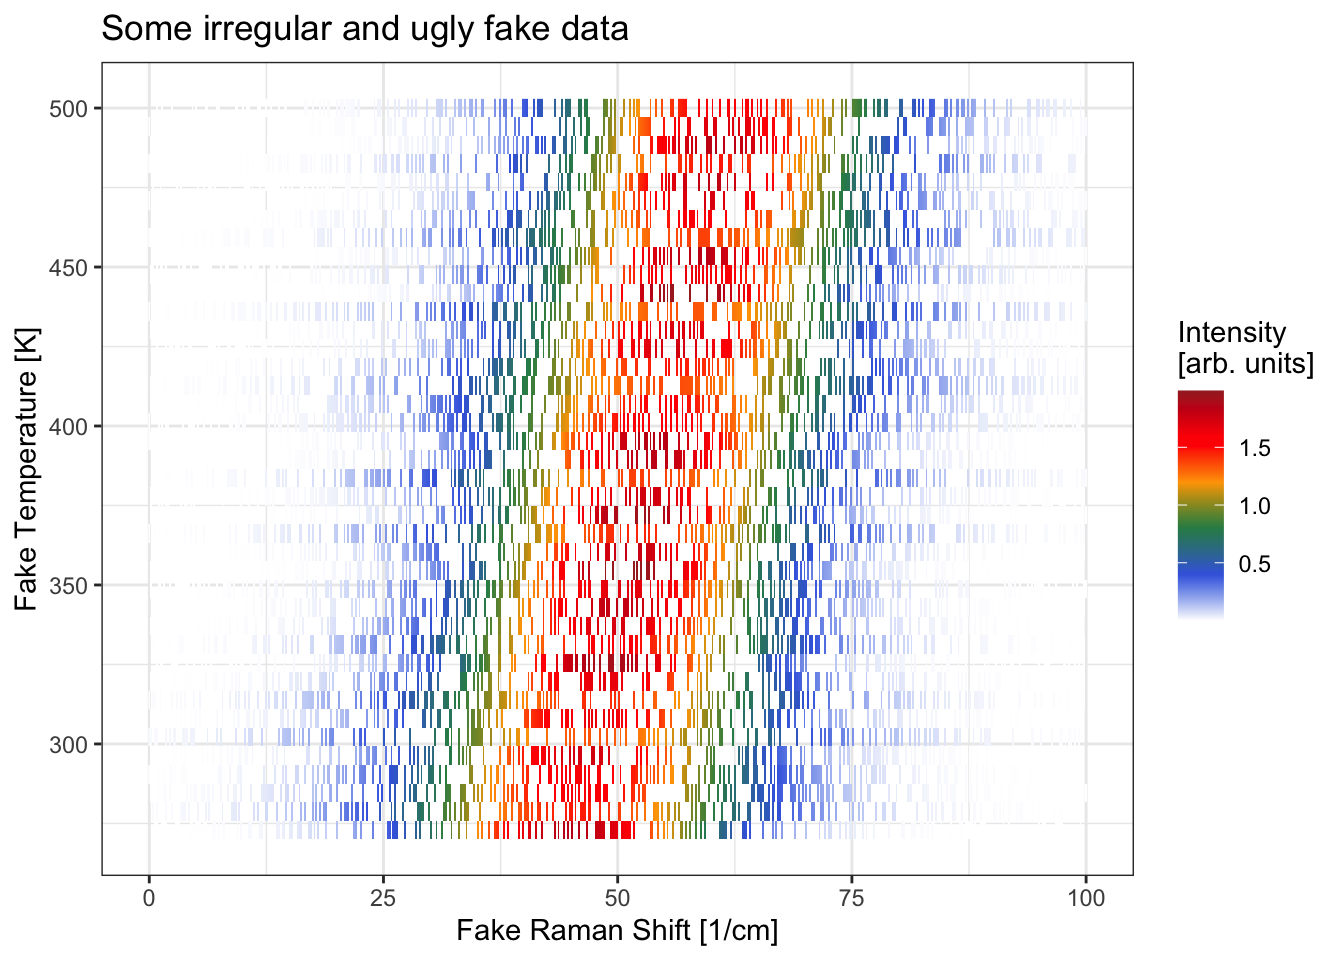 Some irregular and ugly fake data
500
450
400
350
300
Fake Temperature [K]
0
25
50
75
100
Fake Raman Shift [1/cm]
Intensity
[arb. units]
1.5
1.0
0.5